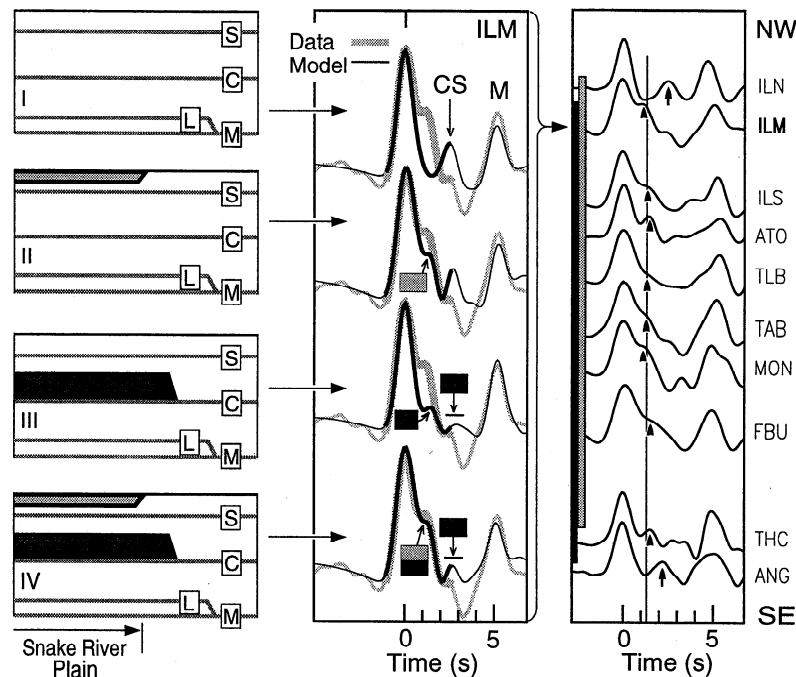 S
C
I
L
M
S
II
C
L
M
S
III
C
L
M
S
IV
C
L
M
Snake River
Plain
ILM
Data
Model
CS
M
0 5
Time (s)
NW
ILN
ILM
ILS
ATO
TLB
TAB
MON
FBU
THC
ANG
SE
0 5
Time (s)